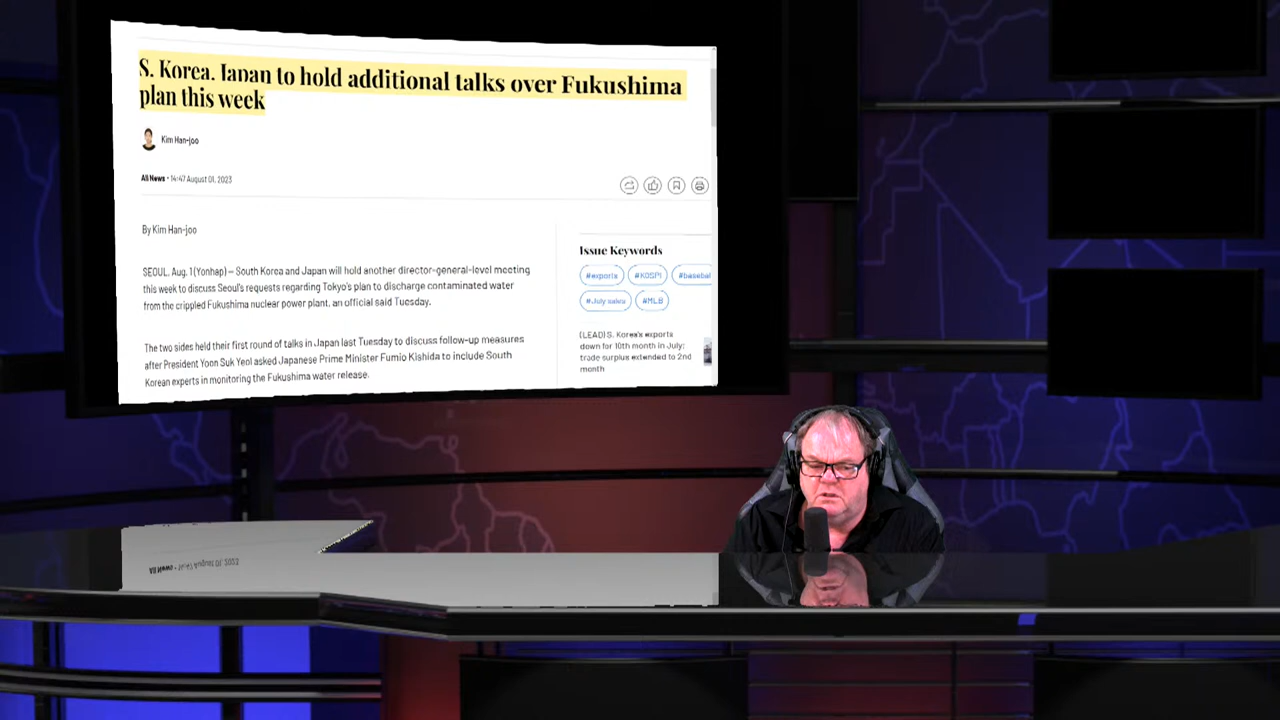 S. Korea, Japan to hold additional talks over Fukushima
plan this week
Kim Han-joo
All News - 14:47 August 01, 2023
By Kim Han-joo
SEOUL, Aug. 1 (Yonhap) — South Korea and Japan will hold another director-general-level meeting
this week to discuss Seoul's requests regarding Tokyo's plan to discharge contaminated water
from the crippled Fukushima nuclear power plant, an official said Tuesday.
The two sides held their first round of talks in Japan last Tuesday to discuss follow-up measures
after President Yoon Suk Yeol asked Japanese Prime Minister Fumio Kishida to include South
Korean experts in monitoring the Fukushima water release.
Issue Keywords
#exports #KOSPI #basebal
#July sales #MLB
(LEAD) S. Korea's exports
down for 10th month in July;
trade surplus extended to 2nd
month